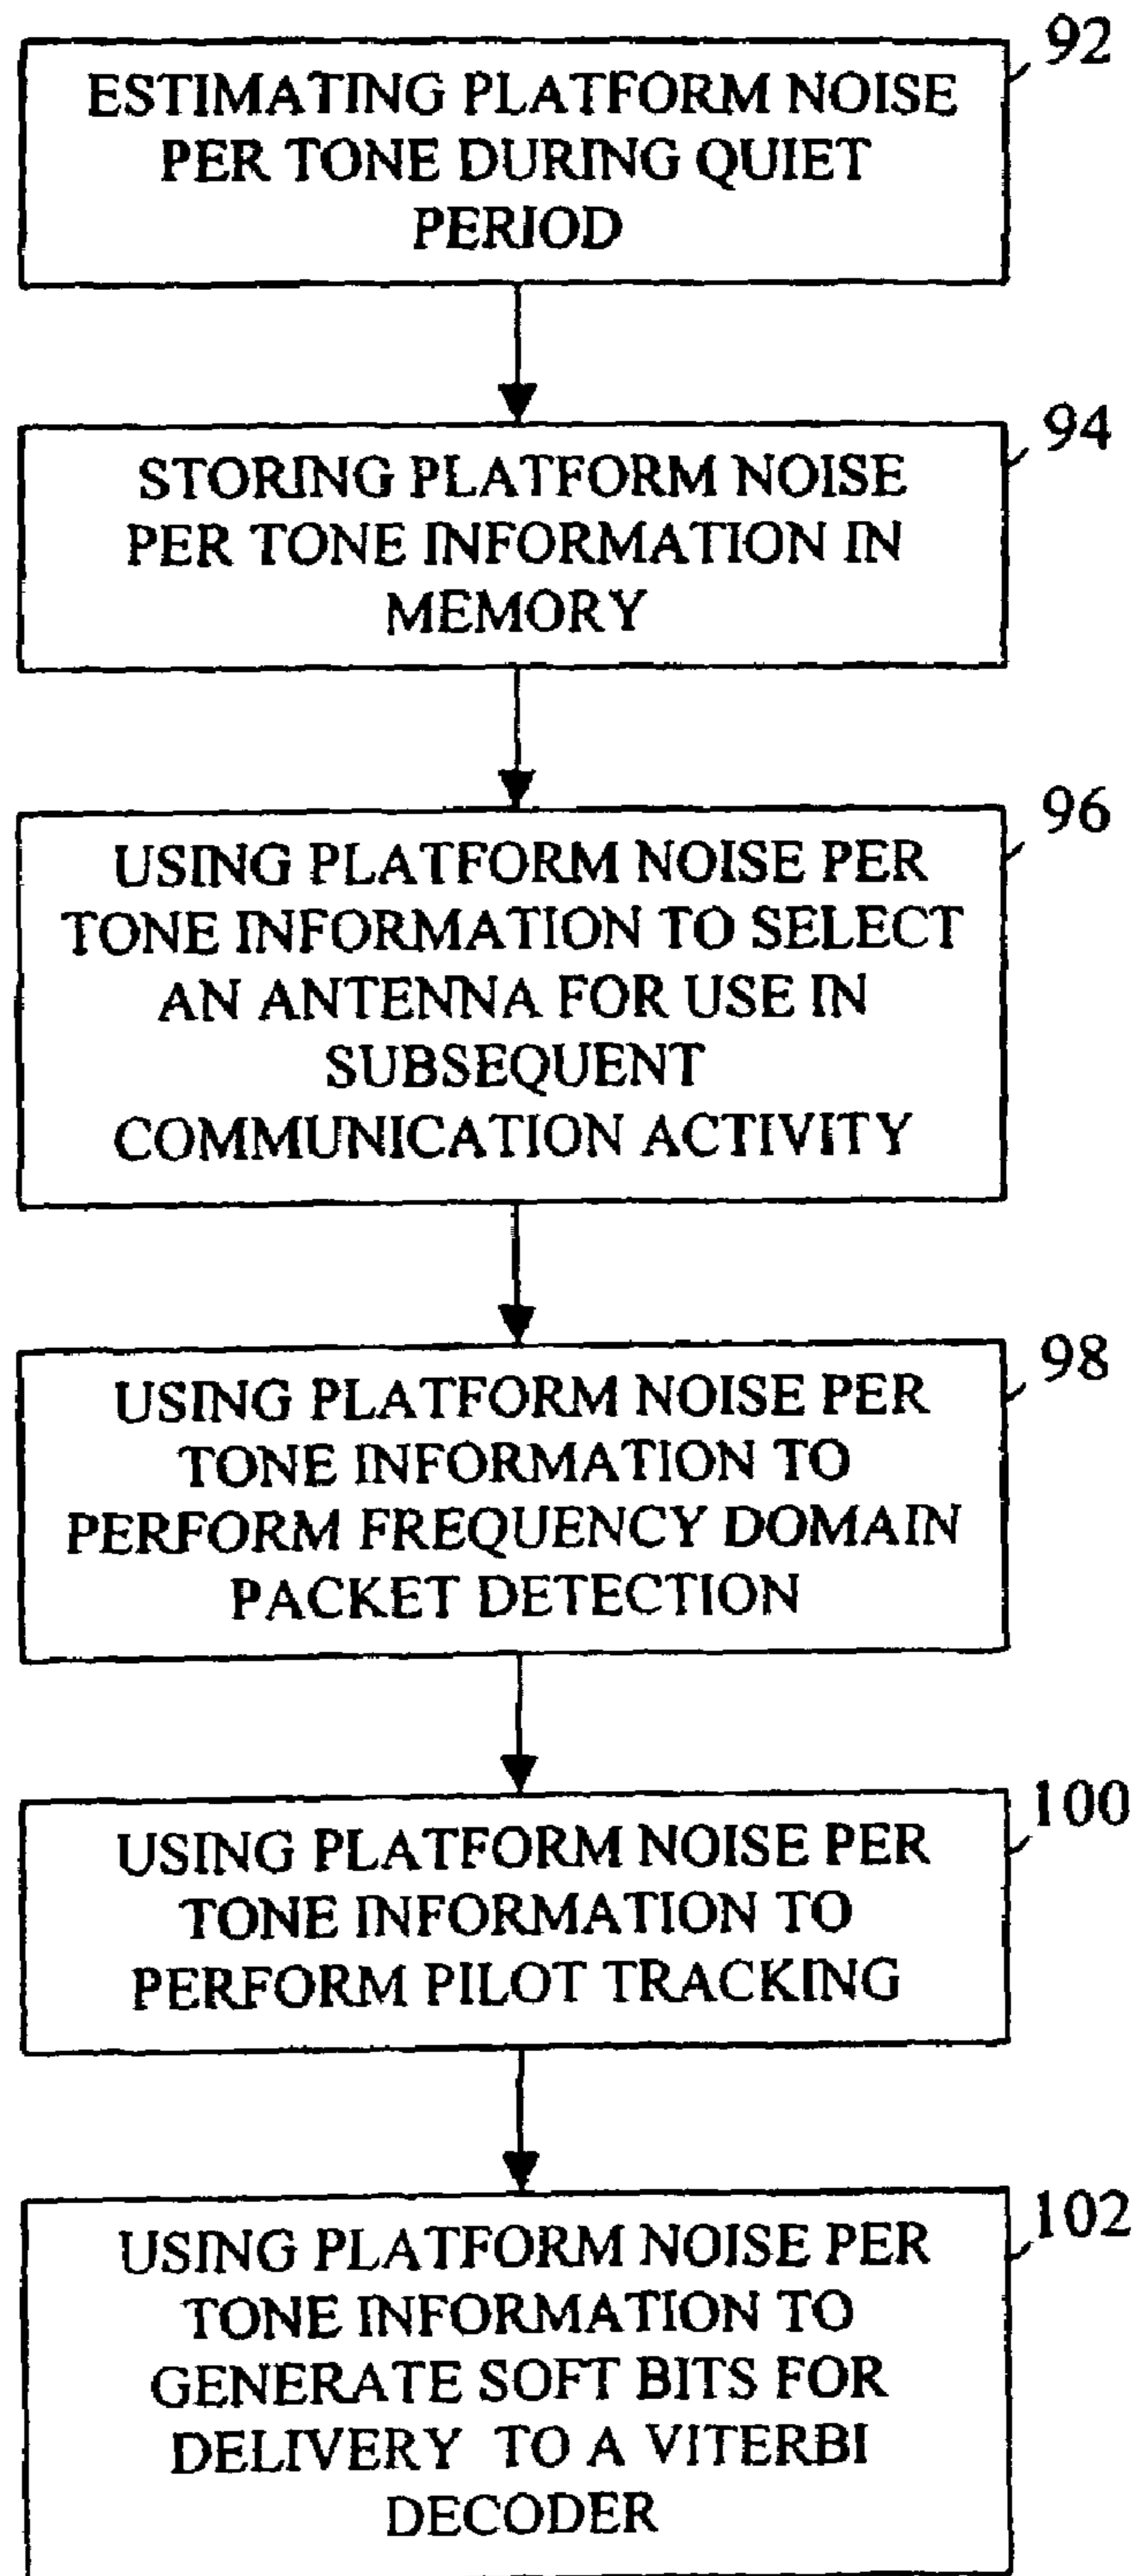 92
ESTIMATING PLATFORM NOISE
PER TONE DURING QUIET
PERIOD
94
STORING PLATFORM NOISE
PER TONE INFORMATION IN
MEMORY
96
USING PLATFORM NOISE PER
TONE INFORMATION TO SELECT
AN ANTENNA FOR USE IN
SUBSEQUENT
COMMUNICATION ACTIVITY
98
USING PLATFORM NOISE PER
TONE INFORMATION TO
PERFORM FREQUENCY DOMAIN
PACKET DETECTION
100
USING PLATFORM NOISE PER
TONE INFORMATION TO
PERFORM PILOT TRACKING
102
USING PLATFORM NOISE PER
TONE INFORMATION TO
GENERATE SOFT BITS FOR
DELIVERY TO A VITERBI
DECODER